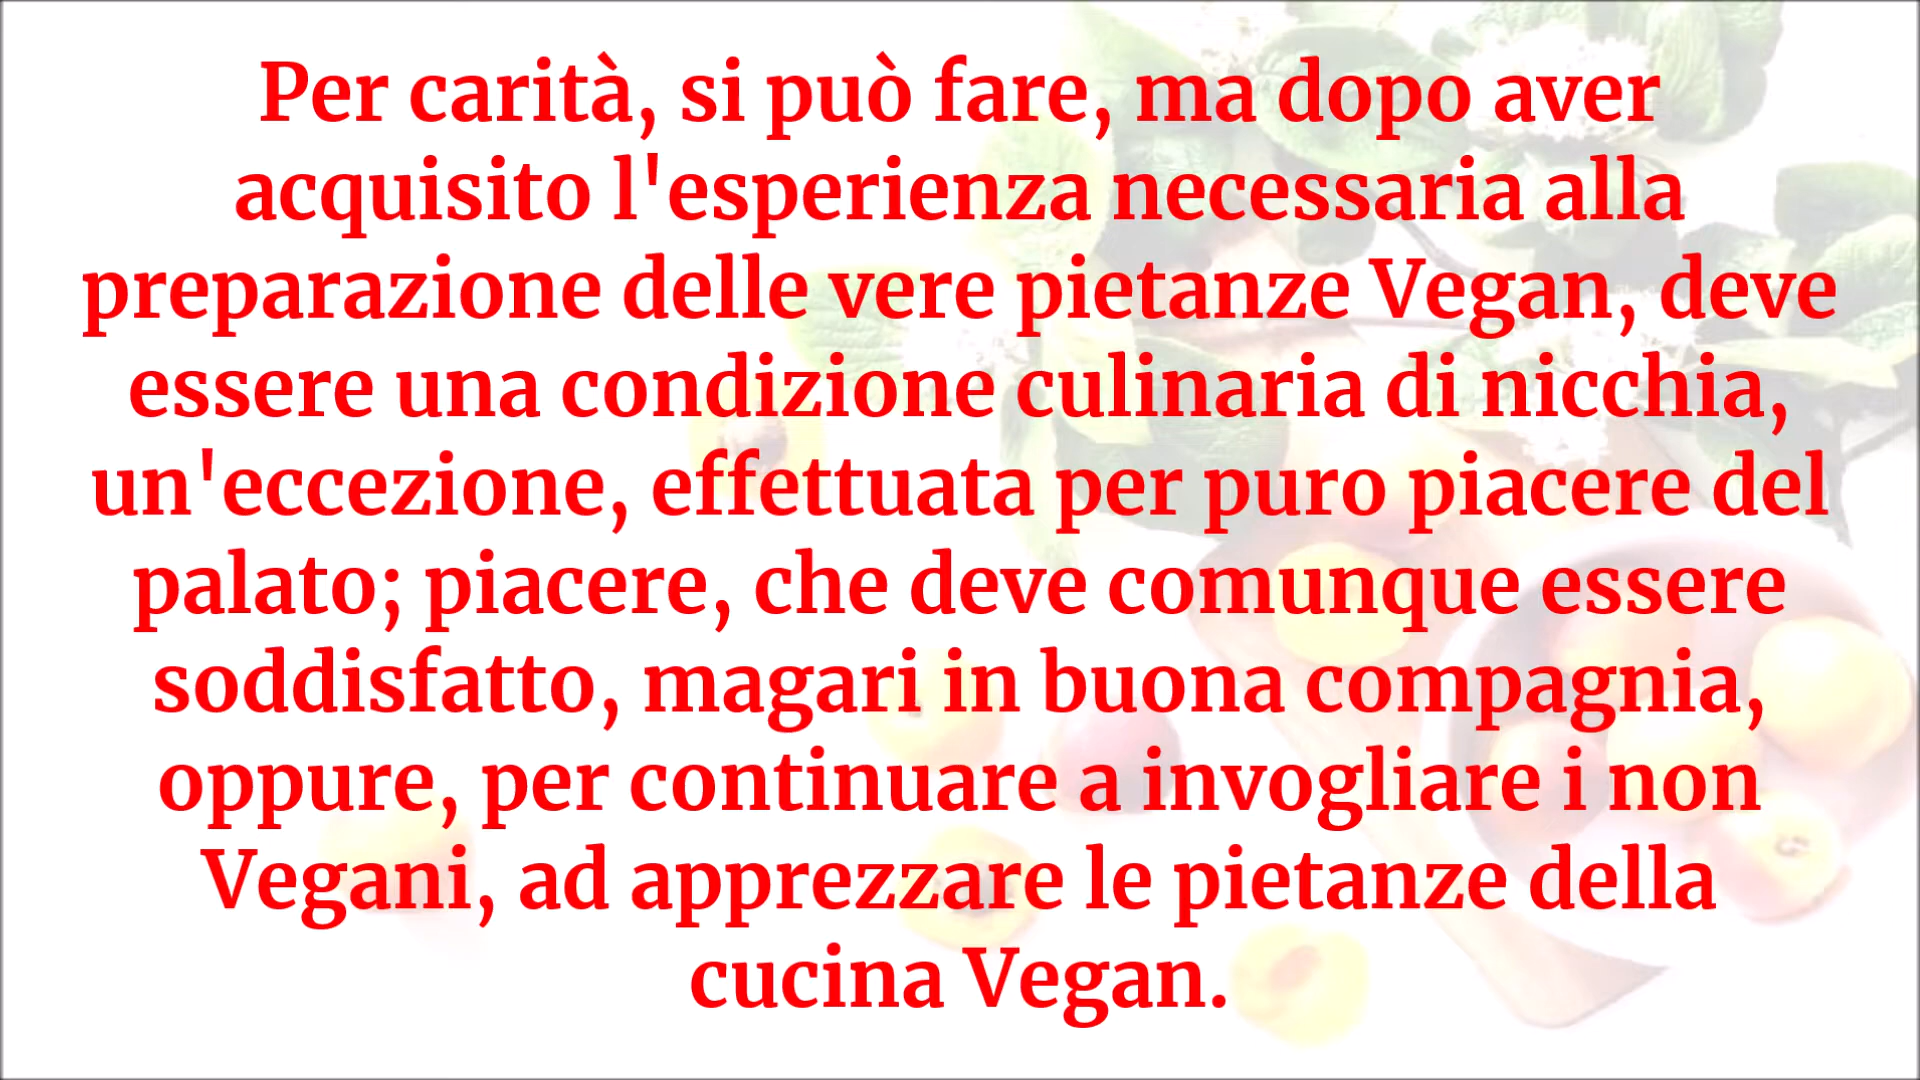 Per carità, si può fare, ma dopo aver
acquisito l'esperienza necessaria alla
preparazione delle vere pietanze Vegan, deve
essere una condizione culinaria di nicchia,
un'eccezione, effettuata per puro piacere del
palato; piacere, che deve comunque essere
soddisfatto, magari in buona compagnia,
oppure, per continuare a invogliare i non
Vegani, ad apprezzare le pietanze della
cucina Vegan.